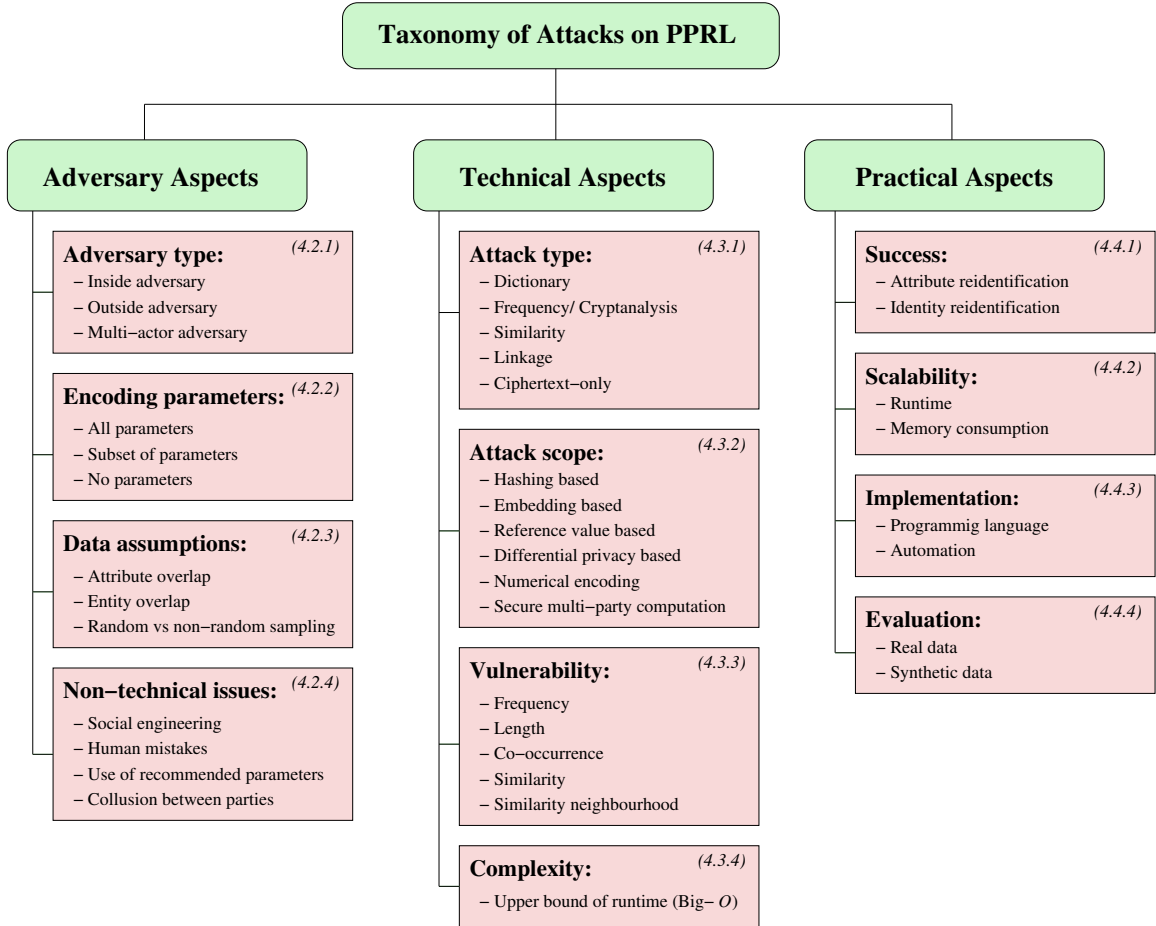 Taxonomy of Attacks on PPRL
Adversary Aspects
Adversary type: (4.2.1)
− Inside adversary
− Outside adversary
− Multi−actor adversary
Encoding parameters: (4.2.2)
− All parameters
− Subset of parameters
− No parameters
Data assumptions: (4.2.3)
− Attribute overlap
− Entity overlap
− Random vs non−random sampling
Non−technical issues: (4.2.4)
− Social engineering
− Human mistakes
− Use of recommended parameters
− Collusion between parties
Technical Aspects
Attack type: (4.3.1)
− Dictionary
− Frequency/ Cryptanalysis
− Similarity
− Linkage
− Ciphertext−only
Attack scope: (4.3.2)
− Hashing based
− Embedding based
− Reference value based
− Differential privacy based
− Numerical encoding
− Secure multi−party computation
Vulnerability: (4.3.3)
− Frequency
− Length
− Co−occurrence
− Similarity
− Similarity neighbourhood
Complexity: (4.3.4)
− Upper bound of runtime (Big− O)
Practical Aspects
Success: (4.4.1)
− Attribute reidentification
− Identity reidentification
Scalability: (4.4.2)
− Runtime
− Memory consumption
Implementation: (4.4.3)
− Programmig language
− Automation
Evaluation: (4.4.4)
− Real data
− Synthetic data